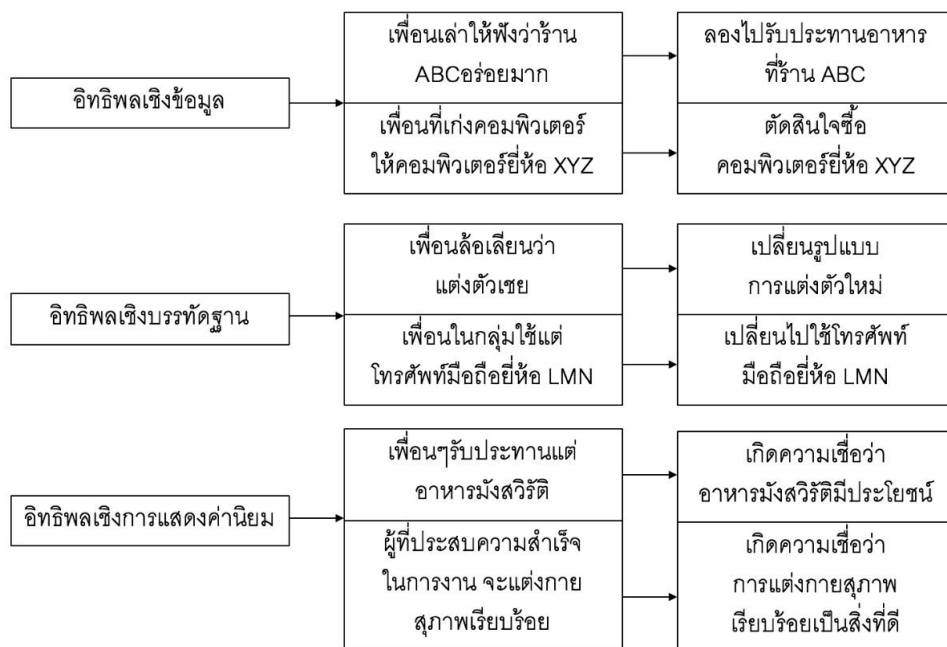 อิทธิพลเชิงข้อมูล
เพื่อนเล่าให้ฟังว่าร้าน
ABCอร่อยมาก
ลองไปรับประทานอาหาร
ที่ร้าน ABC
เพื่อนที่เก่งคอมพิวเตอร์
ให้คอมพิวเตอร์ยี่ห้อ XYZ
ตัดสินใจซื้อ
คอมพิวเตอร์ยี่ห้อ XYZ
อิทธิพลเชิงบรรทัดฐาน
เพื่อนล้อเลียนว่า
แต่งตัวเชย
เปลี่ยนรูปแบบ
การแต่งตัวใหม่
เพื่อนในกลุ่มใช้แต่
โทรศัพท์มือถือยี่ห้อ LMN
เปลี่ยนไปใช้โทรศัพท์
มือถือยี่ห้อ LMN
อิทธิพลเชิงการแสดงค่านิยม
เพื่อนๆรับประทานแต่
อาหารมังสวิรัติ
เกิดความเชื่อว่า
อาหารมังสวิรัติมีประโยชน์
ผู้ที่ประสบความสำเร็จ
ในการงาน จะแต่งกาย
สุภาพเรียบร้อย
เกิดความเชื่อว่า
การแต่งกายสุภาพ
เรียบร้อยเป็นสิ่งที่ดี